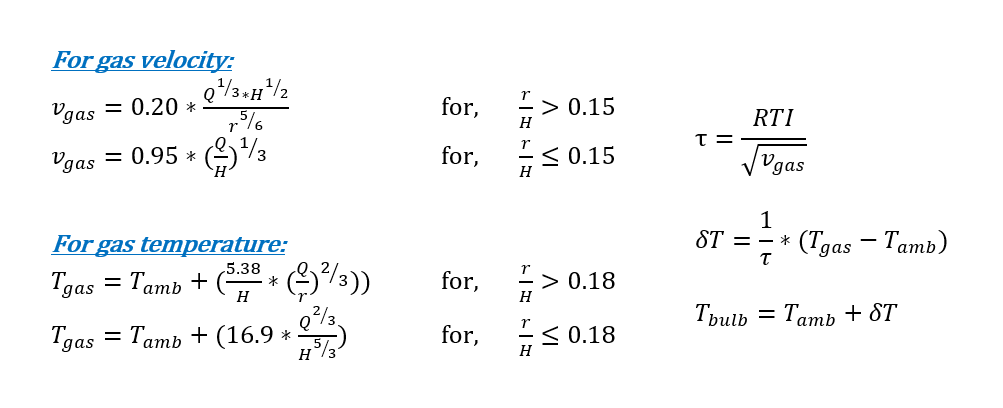 For gas velocity:
v_gas = 0.20 * (Q^1/3 * H^1/2)/(r^5/6) for, r/H > 0.15
v_gas = 0.95 * (Q/H)^1/3 for, r/H ≤ 0.15
τ = RTI/√v_gas
For gas temperature:
T_gas = T_amb + (5.38/H * (Q/r)^2/3)) for, r/H > 0.18
T_gas = T_amb + (16.9 * Q^2/3/H^5/3) for, r/H ≤ 0.18
δT = 1/τ * (T_gas − T_amb)
T_bulb = T_amb + δT